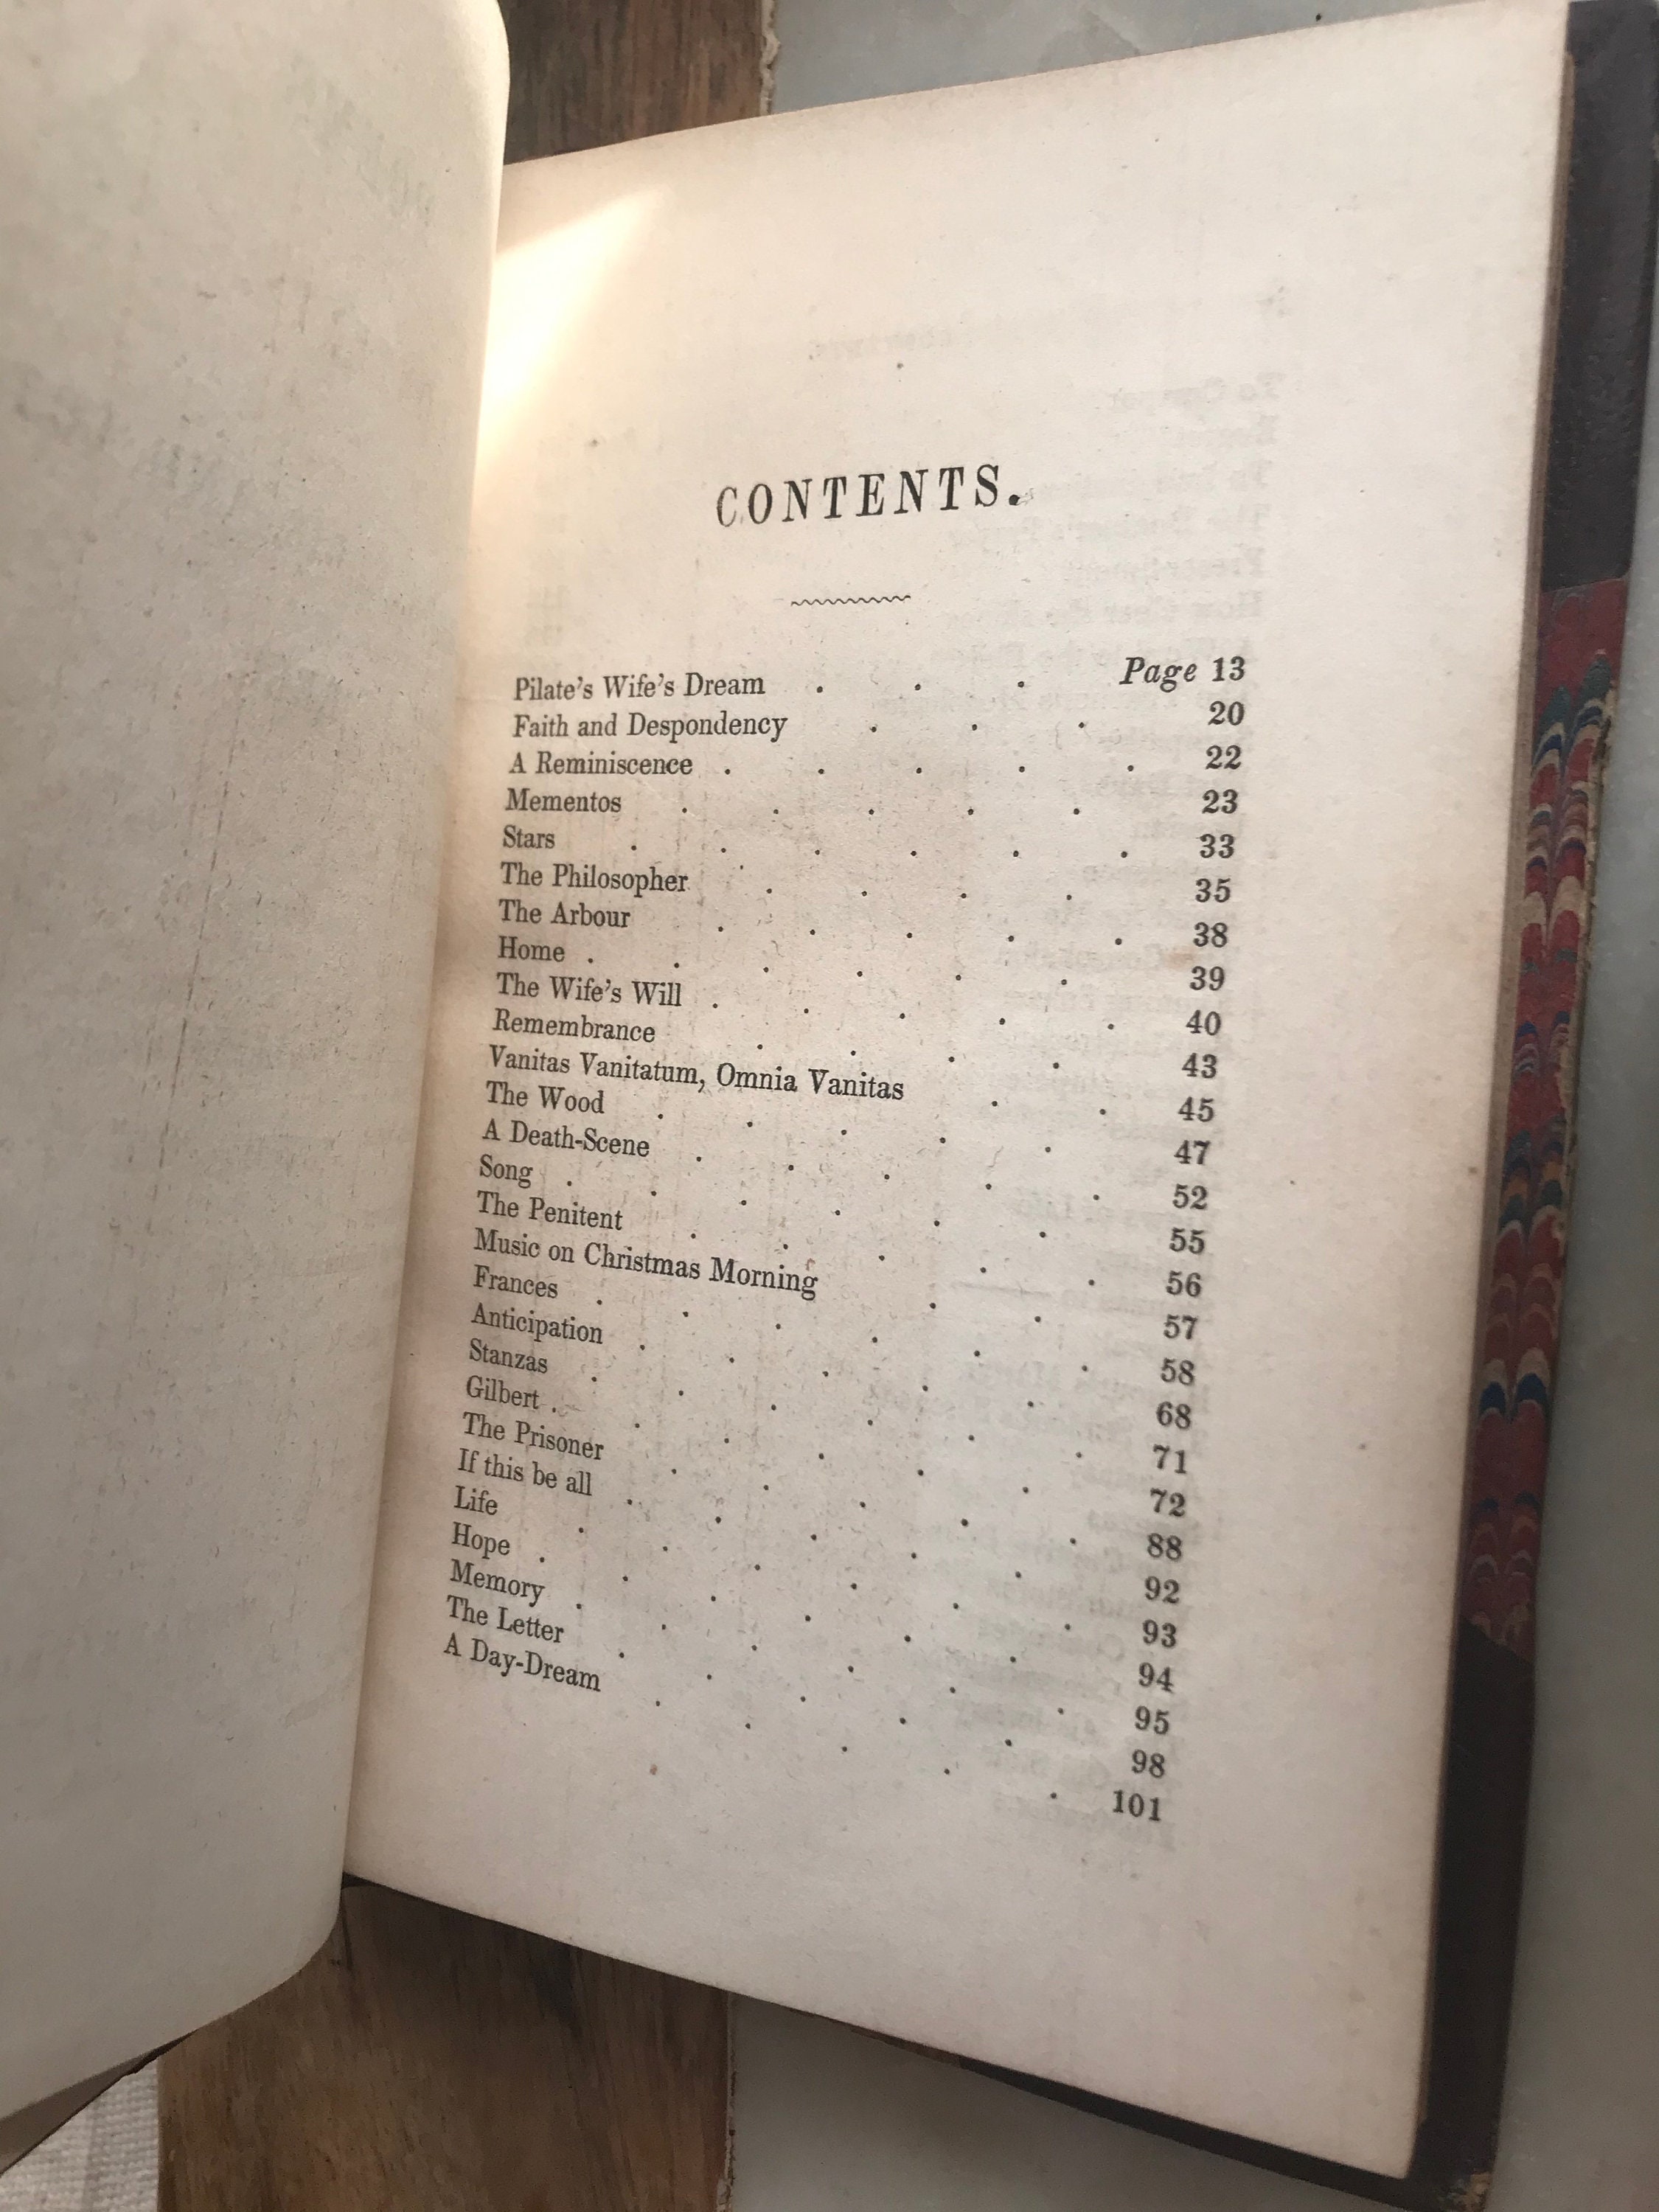 CONTENTS.
Pilate's Wife's Dream . . . Page 13
Faith and Despondency . . . 20
A Reminiscence . . . . . 22
Mementos . . . . . 23
Stars . . . . . . 33
The Philosopher . . . . 35
The Arbour . . . . . 38
Home . . . . . . 39
The Wife's Will . . . . . 40
Remembrance . . . . 43
Vanitas Vanitatum, Omnia Vanitas . . 45
The Wood . . . . . 47
A Death-Scene . . . . . 52
Song . . . . . . 55
The Penitent . . . . . 56
Music on Christmas Morning . . 57
Frances . . . . . . 58
Anticipation . . . . . 68
Stanzas . . . . . . 71
Gilbert . . . . . . 72
The Prisoner . . . . . 88
If this be all . . . . . 92
Life . . . . . . 93
Hope . . . . . . 94
Memory . . . . . . 95
The Letter . . . . . 98
A Day-Dream . . . . . 101